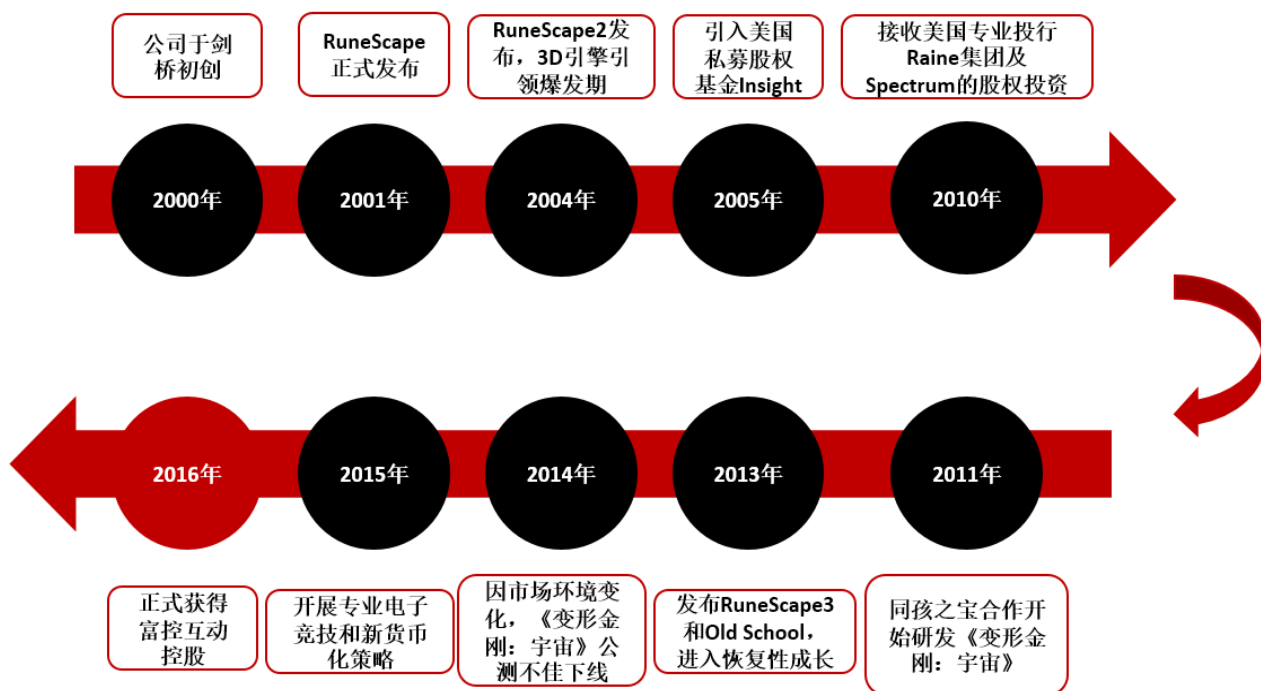 公司于剑
桥初创
RuneScape
正式发布
RuneScape2发
布，3D引擎引
领爆发期
引入美国
私募股权
基金Insight
接收美国专业投行
Raine集团及
Spectrum的股权投资
2000年
2001年
2004年
2005年
2010年
2016年
2015年
2014年
2013年
2011年
正式获得
富控互动
控股
开展专业电子
竞技和新货币
化策略
因市场环境变
化，《变形金
刚：宇宙》公
测不佳下线
发布RuneScape3
和Old School，
进入恢复性成长
同孩之宝合作开
始研发《变形金
刚：宇宙》